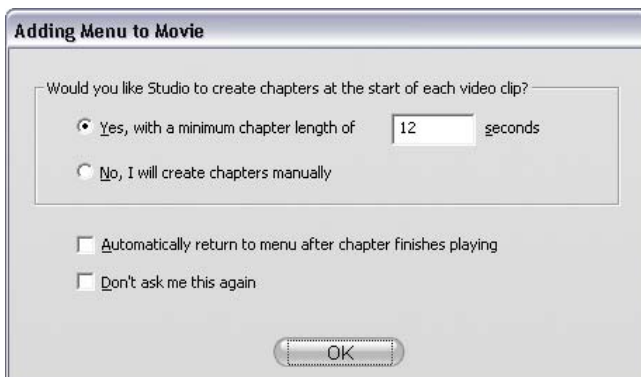 Adding Menu to Movie
Would you like Studio to create chapters at the start of each video clip?
Yes, with a minimum chapter length of 12 seconds
No, I will create chapters manually
Automatically return to menu after chapter finishes playing
Don't ask me this again
OK